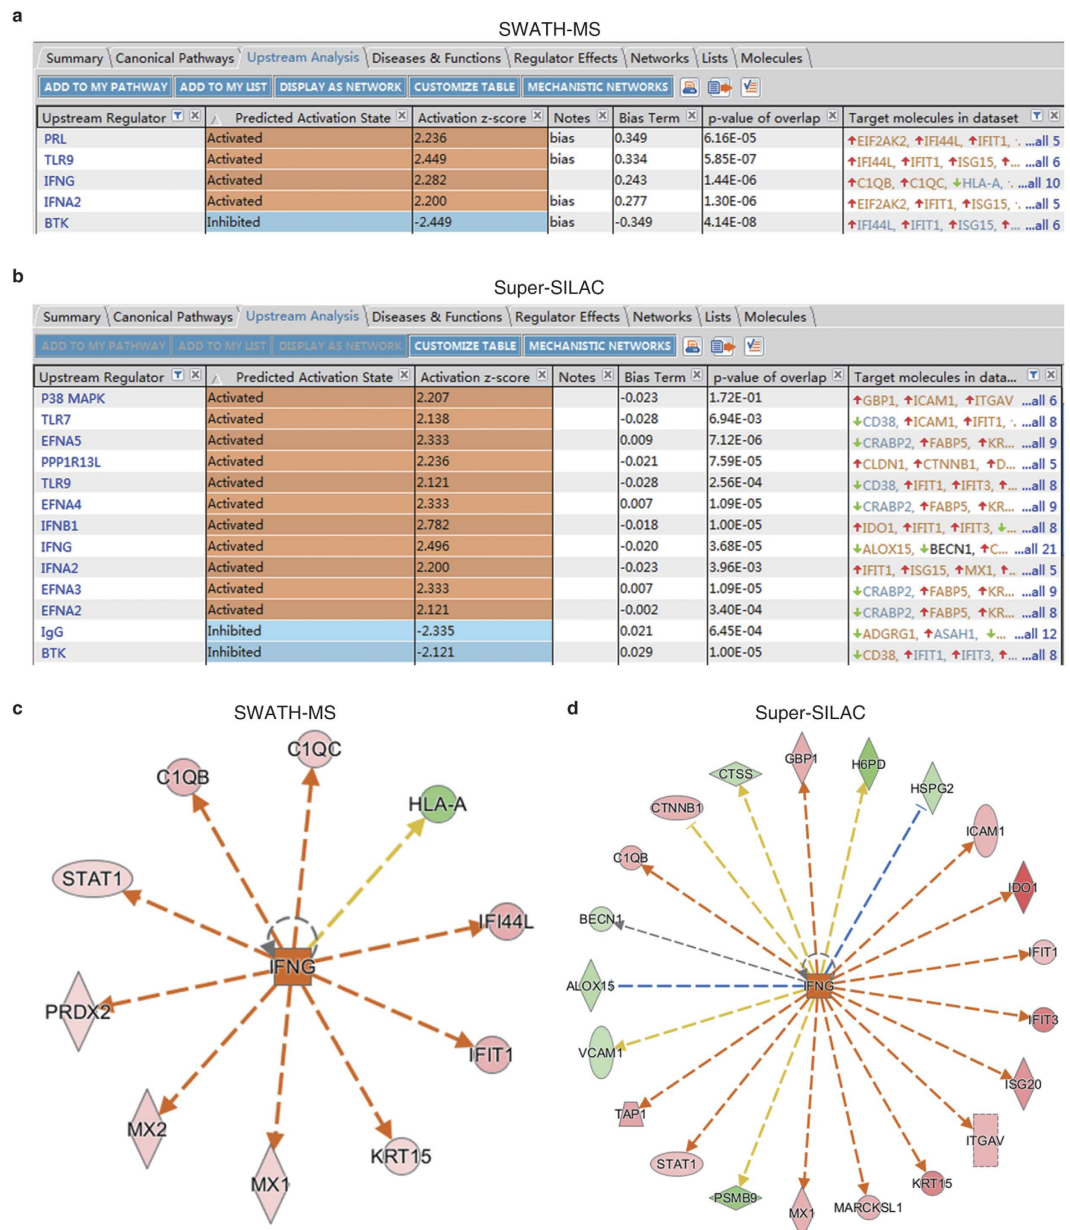 a
SWATH-MS
Summary Canonical Pathways Upstream Analysis Diseases & Functions Regulator Effects Networks Lists Molecules
ADD TO MY PATHWAY ADD TO MY LIST DISPLAY AS NETWORK CUSTOMIZE TABLE MECHANISTIC NETWORKS
Upstream Regulator Predicted Activation State Activation z-score Notes Bias Term p-value of overlap Target molecules in dataset
PRL Activated 2.236 bias 0.349 6.16E-05 ↑EIF2AK2, ↑IFI44L, ↑IFIT1, ...all 5
TLR9 Activated 2.449 bias 0.334 5.85E-07 ↑IFI44L, ↑IFIT1, ↑ISG15, ↑... ...all 6
IFNG Activated 2.282 0.243 1.44E-06 ↑C1QB, ↑C1QC, ↓HLA-A, ...all 10
IFNA2 Activated 2.200 bias 0.277 1.30E-06 ↑EIF2AK2, ↑IFIT1, ↑ISG15, ...all 5
BTK Inhibited -2.449 bias -0.349 4.14E-08 ↑IFI44L, ↑IFIT1, ↑ISG15, ↑... ...all 6
b
Super-SILAC
Summary Canonical Pathways Upstream Analysis Diseases & Functions Regulator Effects Networks Lists Molecules
ADD TO MY PATHWAY ADD TO MY LIST DISPLAY AS NETWORK CUSTOMIZE TABLE MECHANISTIC NETWORKS
Upstream Regulator Predicted Activation State Activation z-score Notes Bias Term p-value of overlap Target molecules in data...
P38 MAPK Activated 2.207 -0.023 1.72E-01 ↑GBP1, ↑ICAM1, ↑ITGAV ...all 6
TLR7 Activated 2.138 -0.028 6.94E-03 ↓CD38, ↑ICAM1, ↑IFIT1, ...all 8
EFNA5 Activated 2.333 0.009 7.12E-06 ↓CRABP2, ↑FABP5, ↑KR... ...all 9
PPP1R13L Activated 2.236 -0.021 7.59E-05 ↑CLDN1, ↑CTNNB1, ↑D... ...all 5
TLR9 Activated 2.121 -0.028 2.56E-04 ↓CD38, ↑IFIT1, ↑IFIT3, ↑... ...all 8
EFNA4 Activated 2.333 0.007 1.09E-05 ↓CRABP2, ↑FABP5, ↑KR... ...all 9
IFNB1 Activated 2.782 -0.018 1.00E-05 ↑IDO1, ↑IFIT1, ↑IFIT3, ↓... ...all 8
IFNG Activated 2.496 -0.020 3.68E-05 ↓ALOX15, ↓BECN1, ↑C... ...all 21
IFNA2 Activated 2.200 -0.023 3.96E-03 ↑IFIT1, ↑ISG15, ↑MX1, ↑... ...all 5
EFNA3 Activated 2.333 0.007 1.09E-05 ↓CRABP2, ↑FABP5, ↑KR... ...all 9
EFNA2 Activated 2.121 -0.002 3.40E-04 ↓CRABP2, ↑FABP5, ↑KR... ...all 8
IgG Inhibited -2.335 0.021 6.45E-04 ↓ADGRG1, ↑ASAH1, ↓... ...all 12
BTK Inhibited -2.121 0.029 1.00E-05 ↓CD38, ↑IFIT1, ↑IFIT3, ↑... ...all 8
c
SWATH-MS
C1QC
C1QB
HLA-A
STAT1
IFI44L
IFNG
PRDX2
IFIT1
MX2
KRT15
MX1
d
Super-SILAC
GBP1
H6PD
CTSS
HSPG2
CTNNB1
ICAM1
C1QB
IDO1
BECN1
IFIT1
ALOX15
IFNG
IFIT3
VCAM1
ISG20
TAP1
ITGAV
STAT1
KRT15
PSMB9
MARCKSL1
MX1